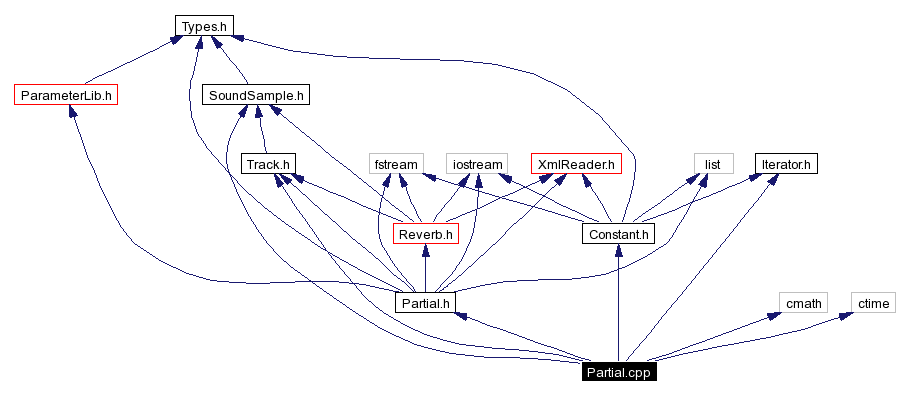 Types.h
ParameterLib.h
SoundSample.h
Track.h
fstream
iostream
XmlReader.h
list
Iterator.h
Reverb.h
Constant.h
Partial.h
cmath
ctime
Partial.cpp